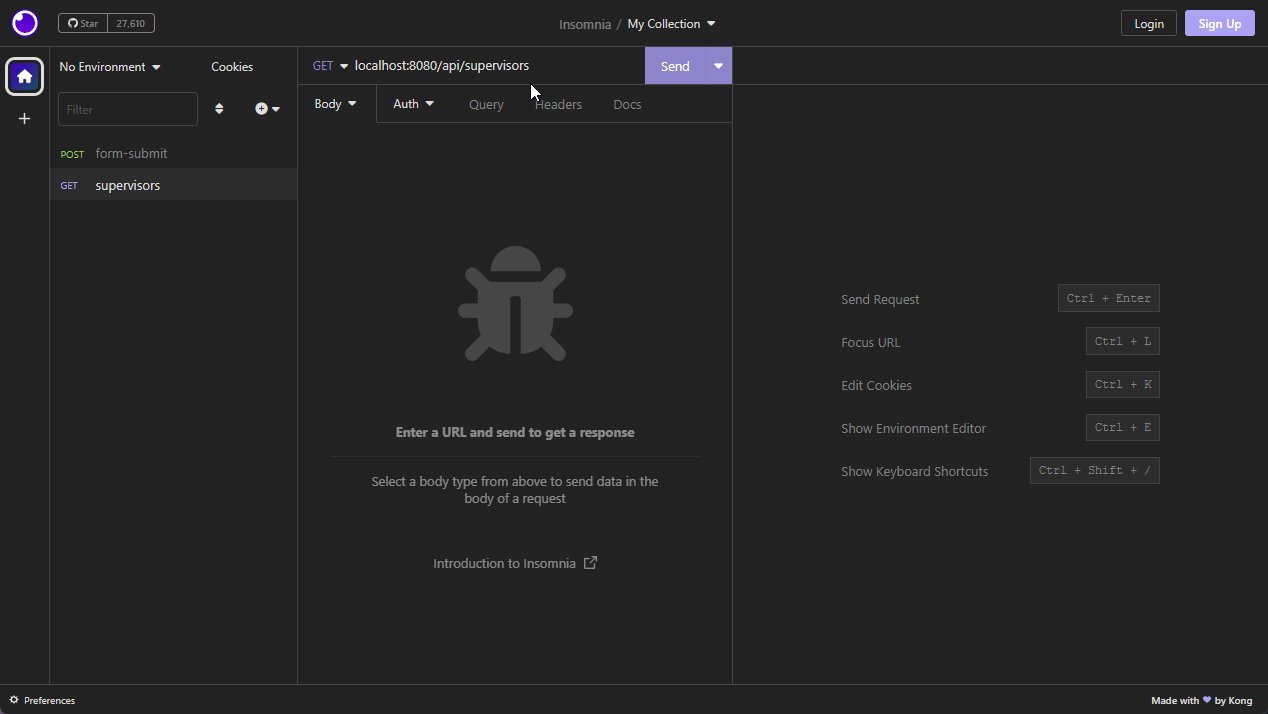 Star 27,610
Insomnia / My Collection
Login
Sign Up
No Environment
Cookies
Filter
POST form-submit
GET supervisors
GET localhost:8080/api/supervisors
Send
Body
Auth
Query
Headers
Docs
Enter a URL and send to get a response
Select a body type from above to send data in the
body of a request
Introduction to Insomnia
Send Request Ctrl + Enter
Focus URL Ctrl + L
Edit Cookies Ctrl + K
Show Environment Editor Ctrl + E
Show Keyboard Shortcuts Ctrl + Shift + /
Preferences
Made with by Kong